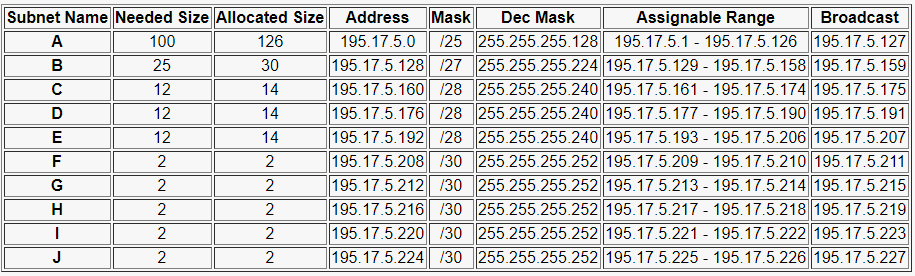 Subnet Name Needed Size Allocated Size Address Mask Dec Mask Assignable Range Broadcast
A 100 126 195.17.5.0 /25 255.255.255.128 195.17.5.1 - 195.17.5.126 195.17.5.127
B 25 30 195.17.5.128 /27 255.255.255.224 195.17.5.129 - 195.17.5.158 195.17.5.159
C 12 14 195.17.5.160 /28 255.255.255.240 195.17.5.161 - 195.17.5.174 195.17.5.175
D 12 14 195.17.5.176 /28 255.255.255.240 195.17.5.177 - 195.17.5.190 195.17.5.191
E 12 14 195.17.5.192 /28 255.255.255.240 195.17.5.193 - 195.17.5.206 195.17.5.207
F 2 2 195.17.5.208 /30 255.255.255.252 195.17.5.209 - 195.17.5.210 195.17.5.211
G 2 2 195.17.5.212 /30 255.255.255.252 195.17.5.213 - 195.17.5.214 195.17.5.215
H 2 2 195.17.5.216 /30 255.255.255.252 195.17.5.217 - 195.17.5.218 195.17.5.219
I 2 2 195.17.5.220 /30 255.255.255.252 195.17.5.221 - 195.17.5.222 195.17.5.223
J 2 2 195.17.5.224 /30 255.255.255.252 195.17.5.225 - 195.17.5.226 195.17.5.227